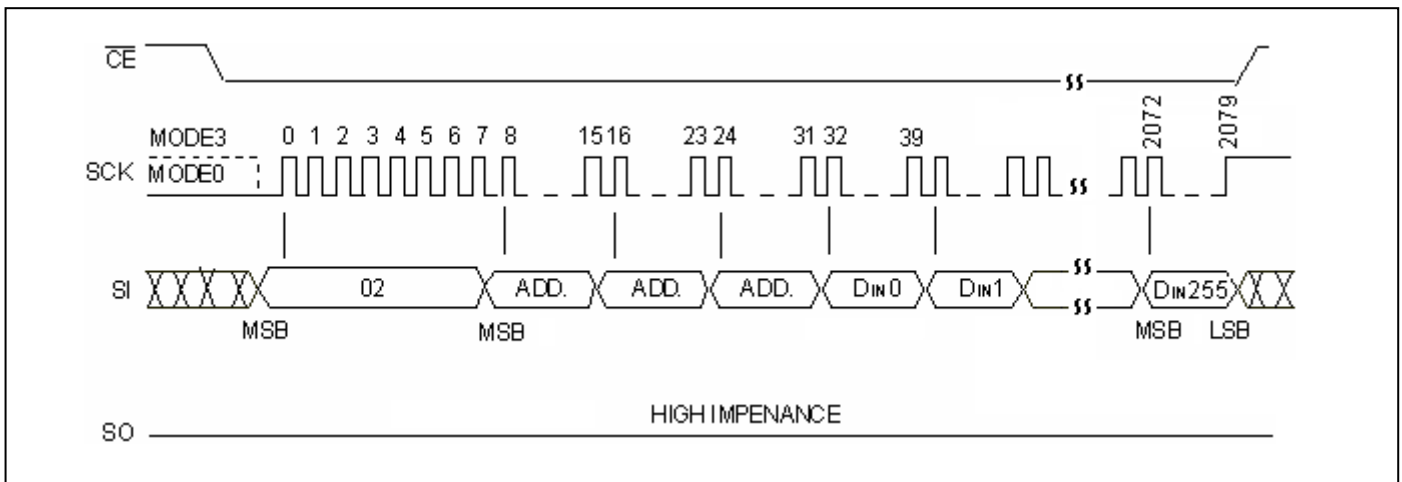 CE
MODE3 0 1 2 3 4 5 6 7 8 15 16 23 24 31 32 39 2072 2079
SCK MODE0
SI 02 ADD. ADD. ADD. DIN0 DIN1 DIN255
MSB MSB MSB LSB
HIGH IMPENANCE
SO